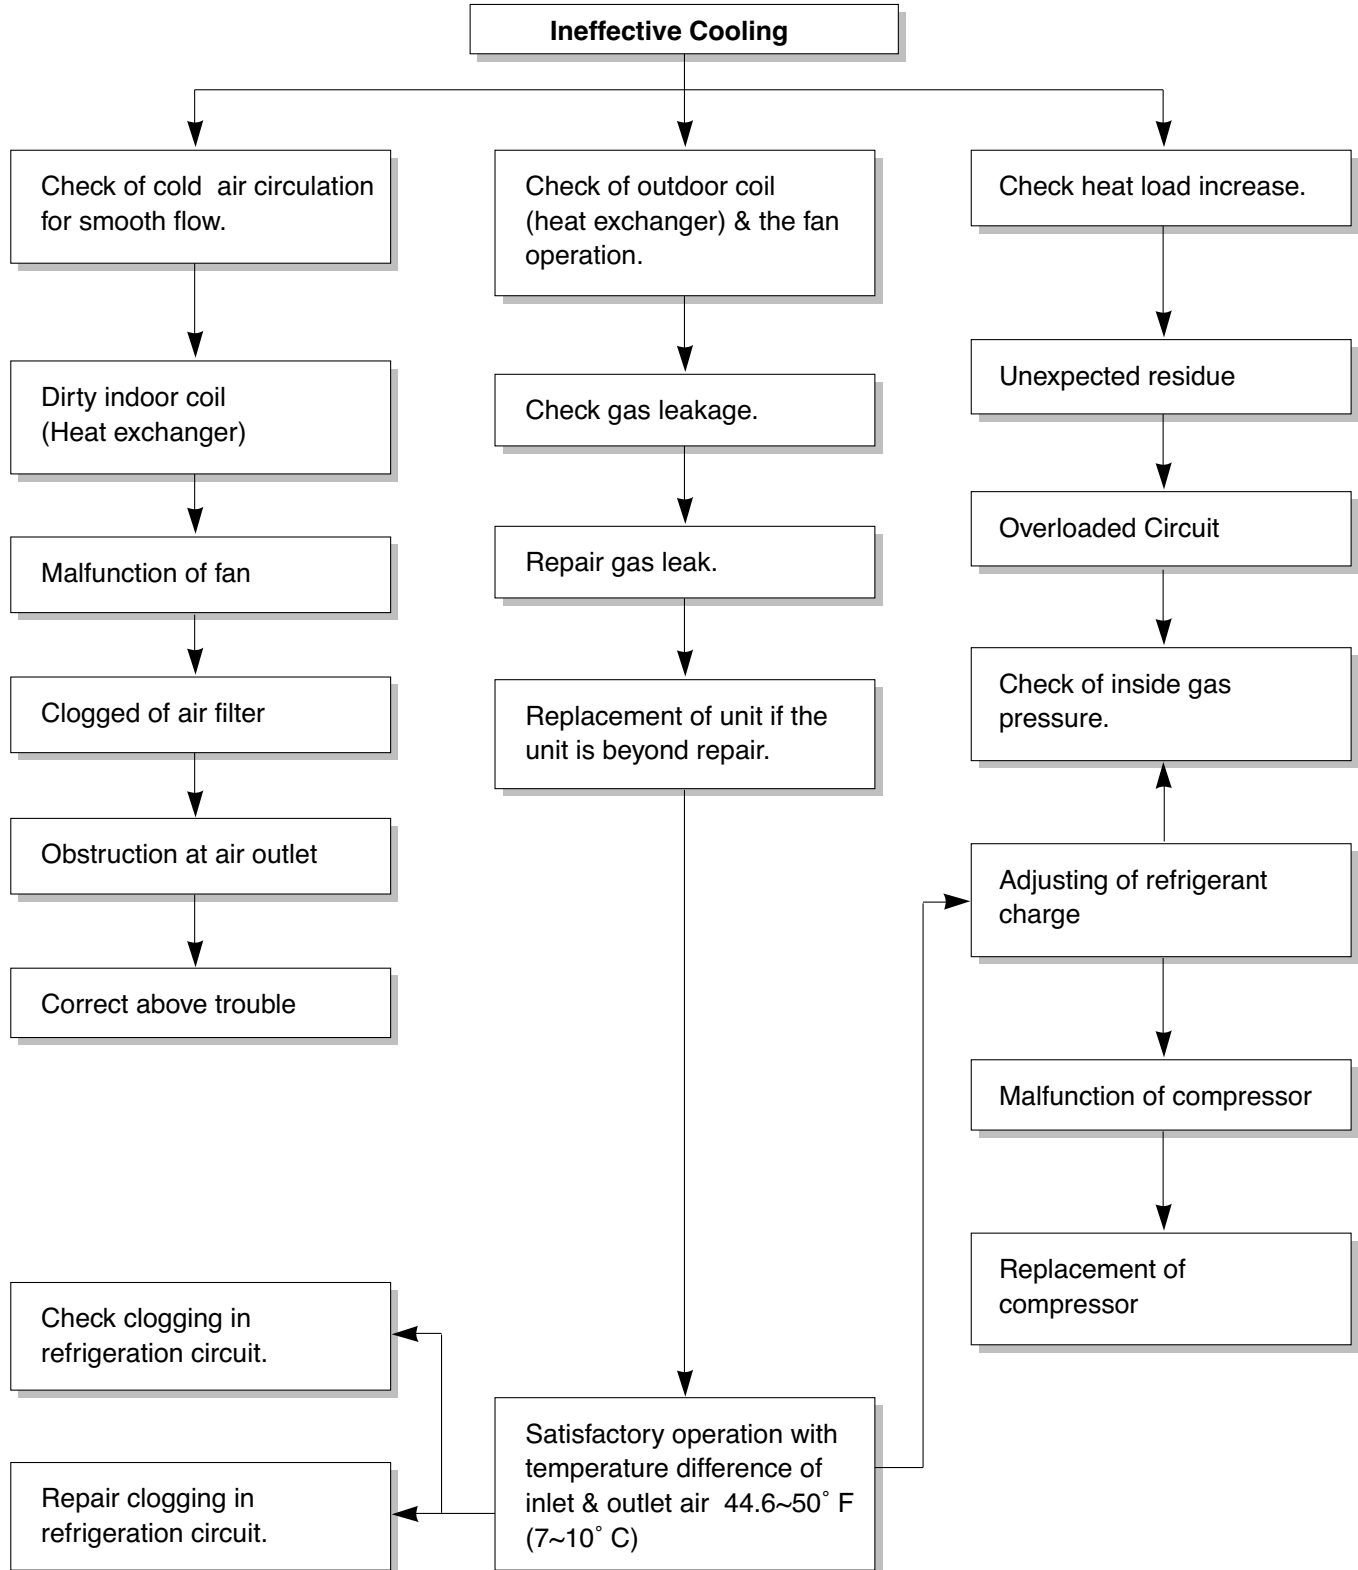 Ineffective Cooling
Check of cold air circulation
for smooth flow.
Dirty indoor coil
(Heat exchanger)
Malfunction of fan
Clogged of air filter
Obstruction at air outlet
Correct above trouble
Check clogging in
refrigeration circuit.
Repair clogging in
refrigeration circuit.
Check of outdoor coil
(heat exchanger) & the fan
operation.
Check gas leakage.
Repair gas leak.
Replacement of unit if the
unit is beyond repair.
Satisfactory operation with
temperature difference of
inlet & outlet air 44.6~50° F
(7~10° C)
Check heat load increase.
Unexpected residue
Overloaded Circuit
Check of inside gas
pressure.
Adjusting of refrigerant
charge
Malfunction of compressor
Replacement of
compressor